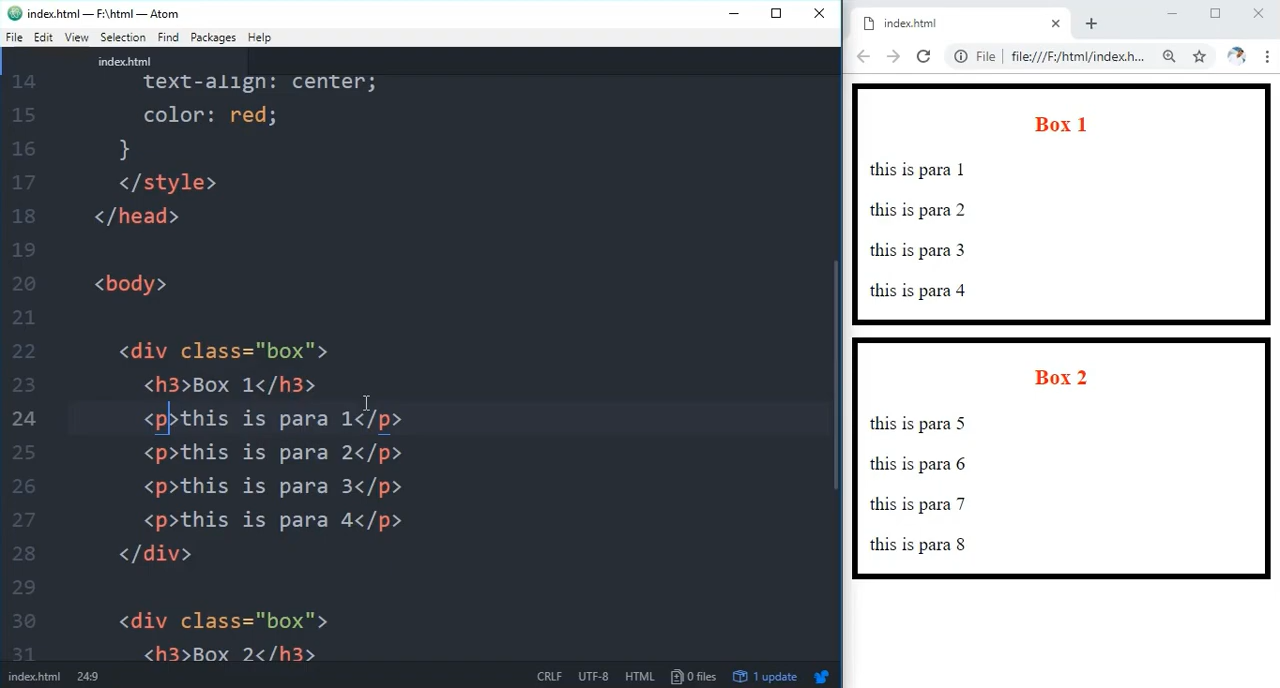 index.html — F:\html — Atom
File Edit View Selection Find Packages Help
index.html
14 text-align: center;
15 color: red;
16 }
17 </style>
18 </head>
19
20 <body>
21
22 <div class="box">
23 <h3>Box 1</h3>
24 <p>this is para 1</p>
25 <p>this is para 2</p>
26 <p>this is para 3</p>
27 <p>this is para 4</p>
28 </div>
29
30 <div class="box">
31 <h3>Box 2</h3>
index.html 24:9 CRLF UTF-8 HTML 0 files 1 update
index.html
File file:///F:/html/index.h...
Box 1
this is para 1
this is para 2
this is para 3
this is para 4
Box 2
this is para 5
this is para 6
this is para 7
this is para 8